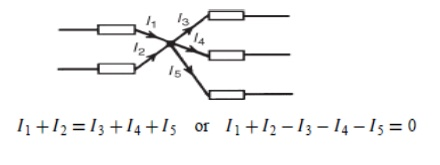 I₁ I₃
I₂ I₄
I₅
I₁ + I₂ = I₃ + I₄ + I₅ or I₁ + I₂ − I₃ − I₄ − I₅ = 0